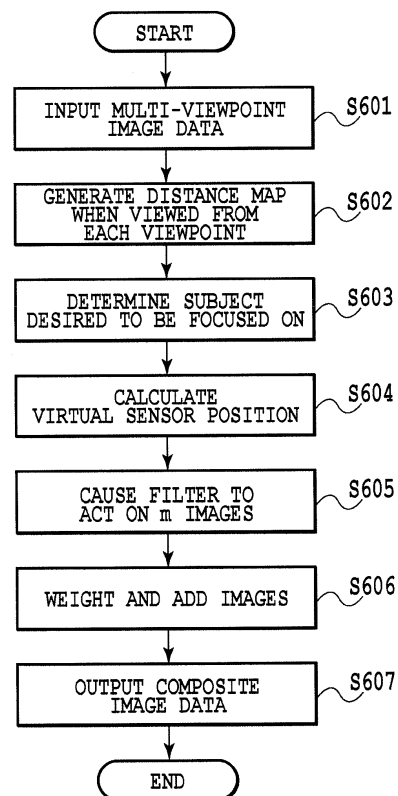 START
INPUT MULTI-VIEWPOINT
IMAGE DATA
S601
GENERATE DISTANCE MAP
WHEN VIEWED FROM
EACH VIEWPOINT
S602
DETERMINE SUBJECT
DESIRED TO BE FOCUSED ON
S603
CALCULATE
VIRTUAL SENSOR POSITION
S604
CAUSE FILTER TO
ACT ON m IMAGES
S605
WEIGHT AND ADD IMAGES
S606
OUTPUT COMPOSITE
IMAGE DATA
S607
END